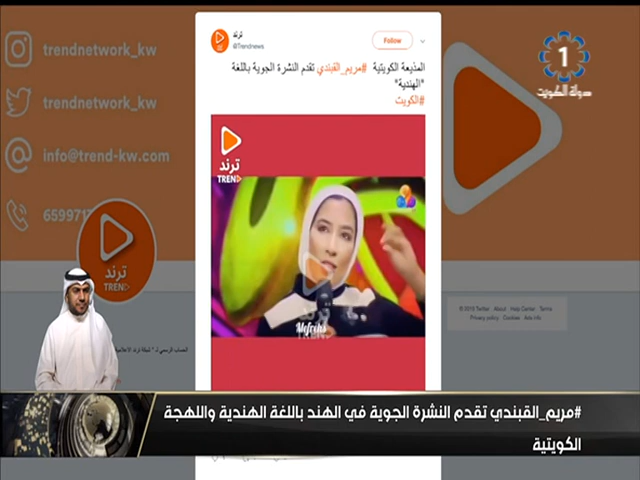 trendnetwork_kw
trendnetwork_kw
info@trend-kw.com
ترند
TREND
ترند
@Trendnews
Follow
المذيعة الكويتية #مريم_القبندي تقدم النشرة الجوية باللغة
*الهندية*
#الكويت
ترند
TREND
Mefrehs
1
دولة الكويت
© 2019 Twitter About Help Center Terms
Privacy policy Cookies Ads info
#مريم_القبندي تقدم النشرة الجوية في الهند باللغة الهندية واللهجة
الكويتية